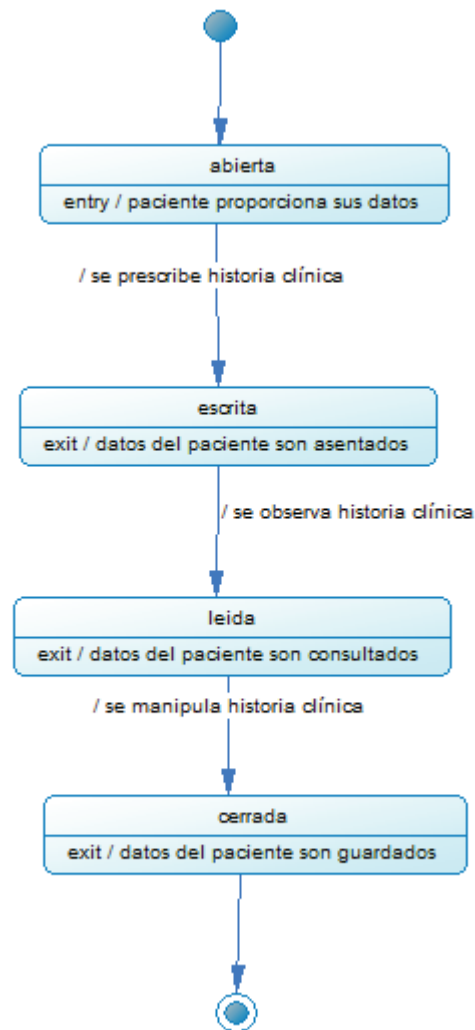 abierta
entry / paciente proporciona sus datos
/ se prescribe historia clínica
escrita
exit / datos del paciente son asentados
/ se observa historia clínica
leida
exit / datos del paciente son consultados
/ se manipula historia clínica
cerrada
exit / datos del paciente son guardados